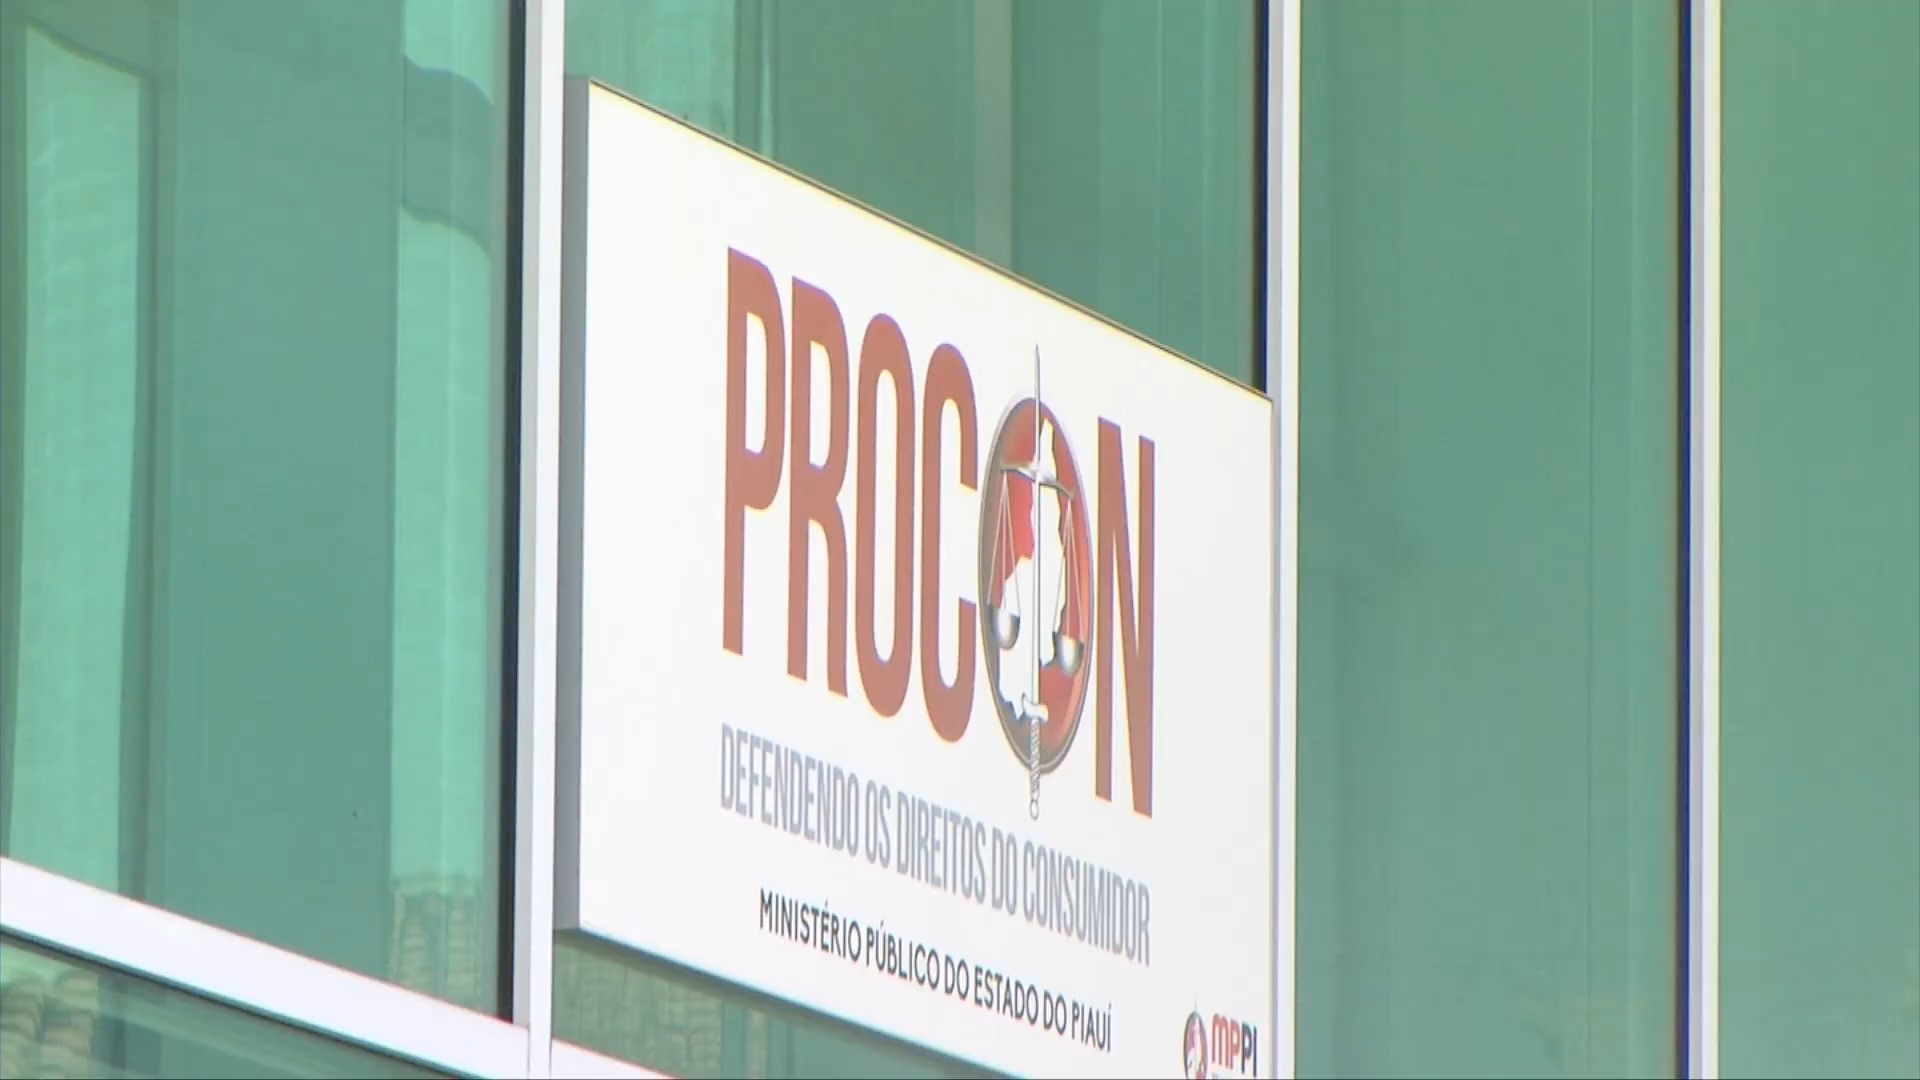 PROCON
DEFENDENDO OS DIREITOS DO CONSUMIDOR
MINISTÉRIO PÚBLICO DO ESTADO DO PIAUÍ
MPPI